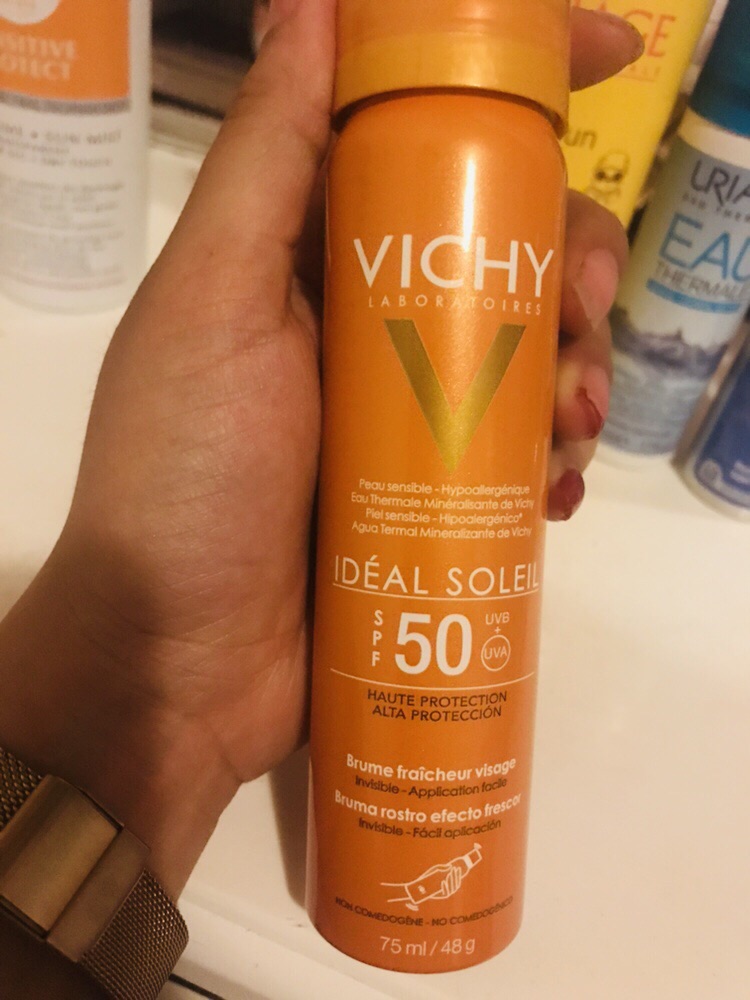 VICHY
LABORATOIRES
Peau sensible - Hypoallergénique
Eau Thermale Minéralisante de Vichy
Piel sensible - Hipoalergénico*
Agua Termal Mineralizante de Vichy
IDÉAL SOLEIL
SPF 50 UVB + UVA
HAUTE PROTECTION
ALTA PROTECCIÓN
Brume fraîcheur visage
Invisible - Application facile
Bruma rostro efecto frescor
Invisible - Fácil aplicación
NON COMEDOGÈNE - NO COMEDOGÉNICO
75 ml / 48 g
EAU
THERMALE